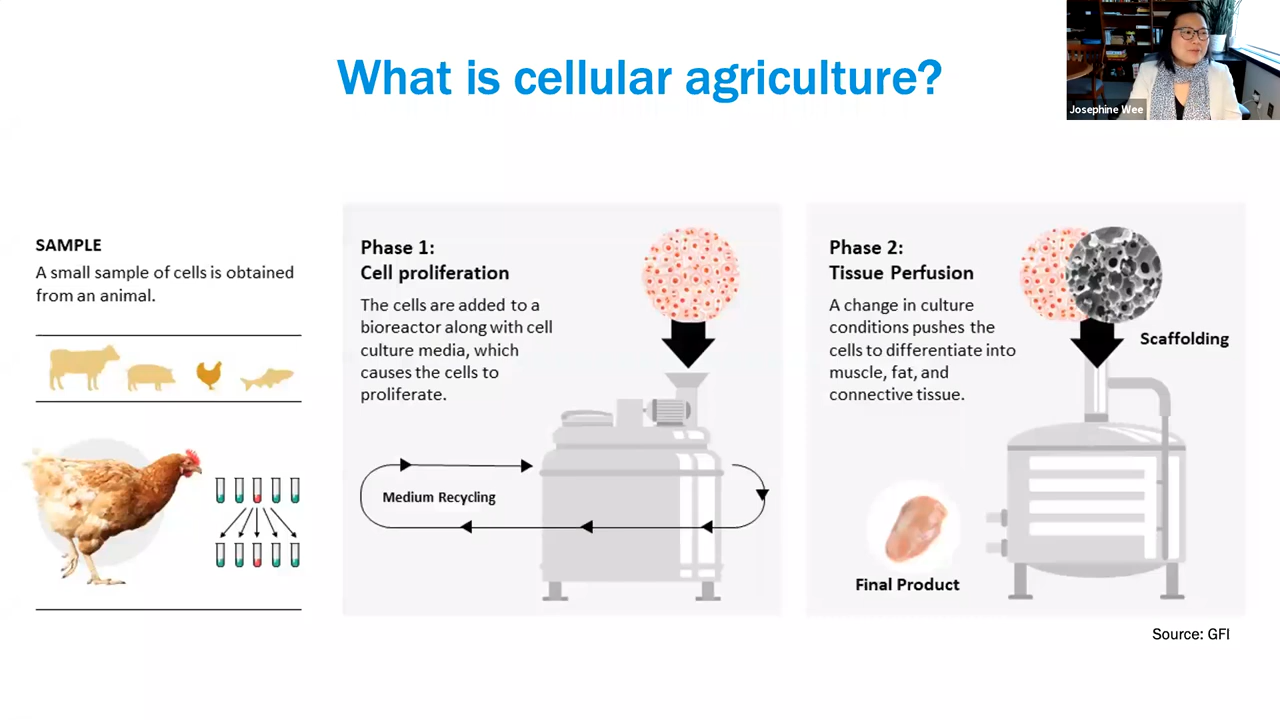 What is cellular agriculture?
Josephine Wee
SAMPLE
A small sample of cells is obtained
from an animal.
Phase 1:
Cell proliferation
The cells are added to a
bioreactor along with cell
culture media, which
causes the cells to
proliferate.
Medium Recycling
Phase 2:
Tissue Perfusion
A change in culture
conditions pushes the
cells to differentiate into
muscle, fat, and
connective tissue.
Scaffolding
Final Product
Source: GFI